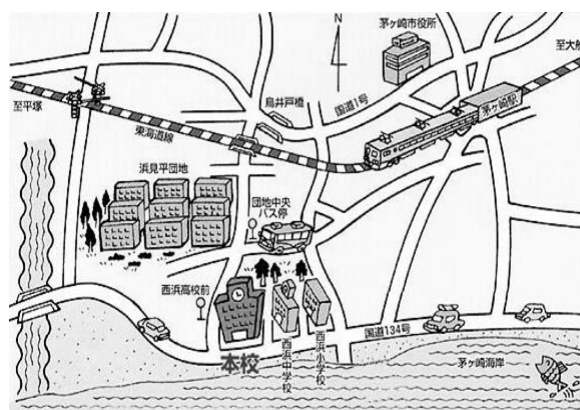 N
茅ヶ崎市役所
至大船
至平塚
鳥井戸橋
国道1号
茅ヶ崎駅
東海道線
浜見平団地
団地中央
バス停
西浜高校前
国道134号
本校
西浜中学校
西浜小学校
茅ヶ崎海岸